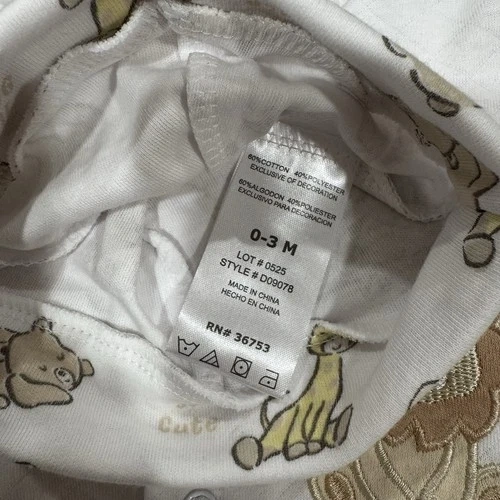 60%COTTON 40%POLYESTER
EXCLUSIVE OF DECORATION
60%ALGODON 40%POLIESTER
EXCLUSIVO PARA DECORACION
0-3 M
LOT # 0525
STYLE # D09078
MADE IN CHINA
HECHO EN CHINA
RN# 36753
cute